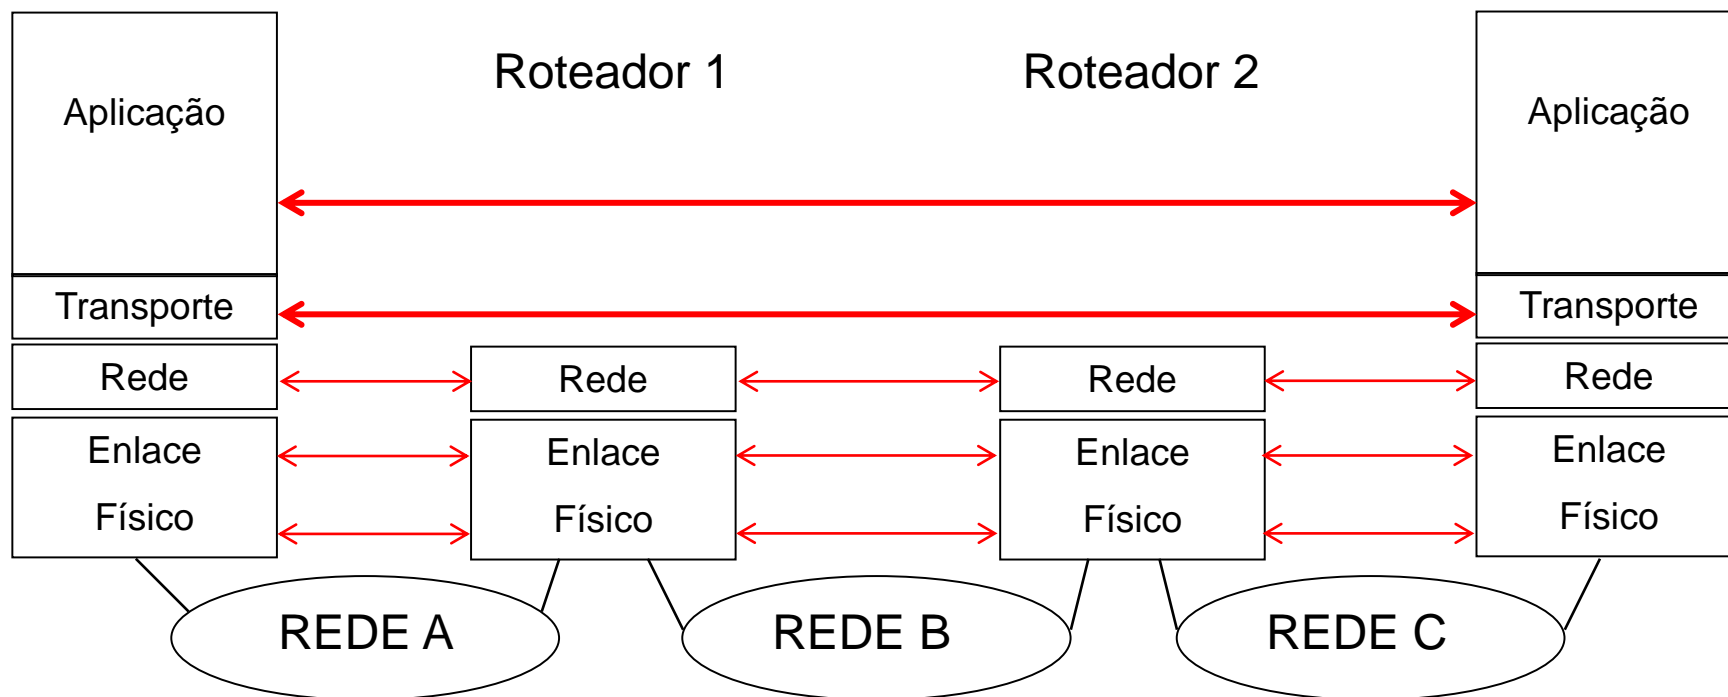 Roteador 1
Roteador 2
Aplicação
Aplicação
Transporte
Transporte
Rede
Rede
Rede
Rede
Enlace
Enlace
Enlace
Enlace
Físico
Físico
Físico
Físico
REDE A
REDE B
REDE C